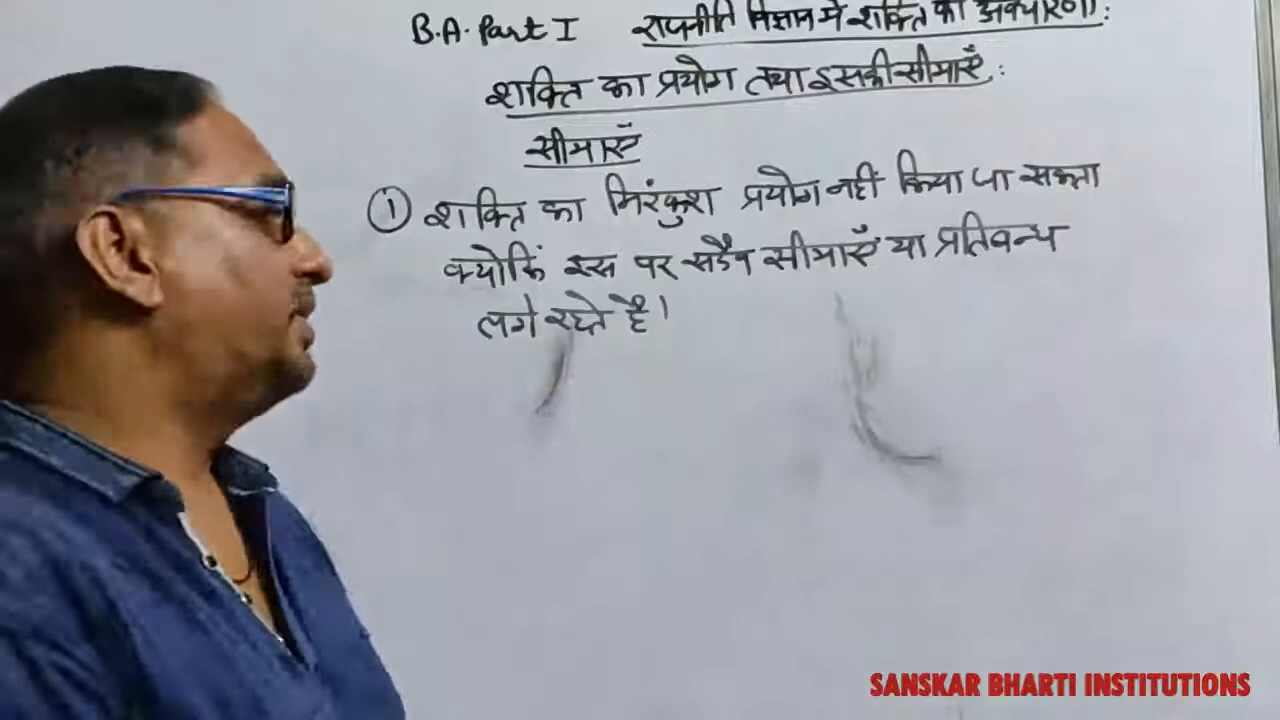 B.A. Part I राजनीति विज्ञान में शक्ति की अवधारणा:
शक्ति का प्रयोग तथा इसकी सीमाएँ:
सीमाएँ
① शक्ति का निरंकुश प्रयोग नहीं किया जा सकता
क्योकिं इस पर सदैव सीमाएँ या प्रतिबन्ध
लगे रहते है।
SANSKAR BHARTI INSTITUTIONS